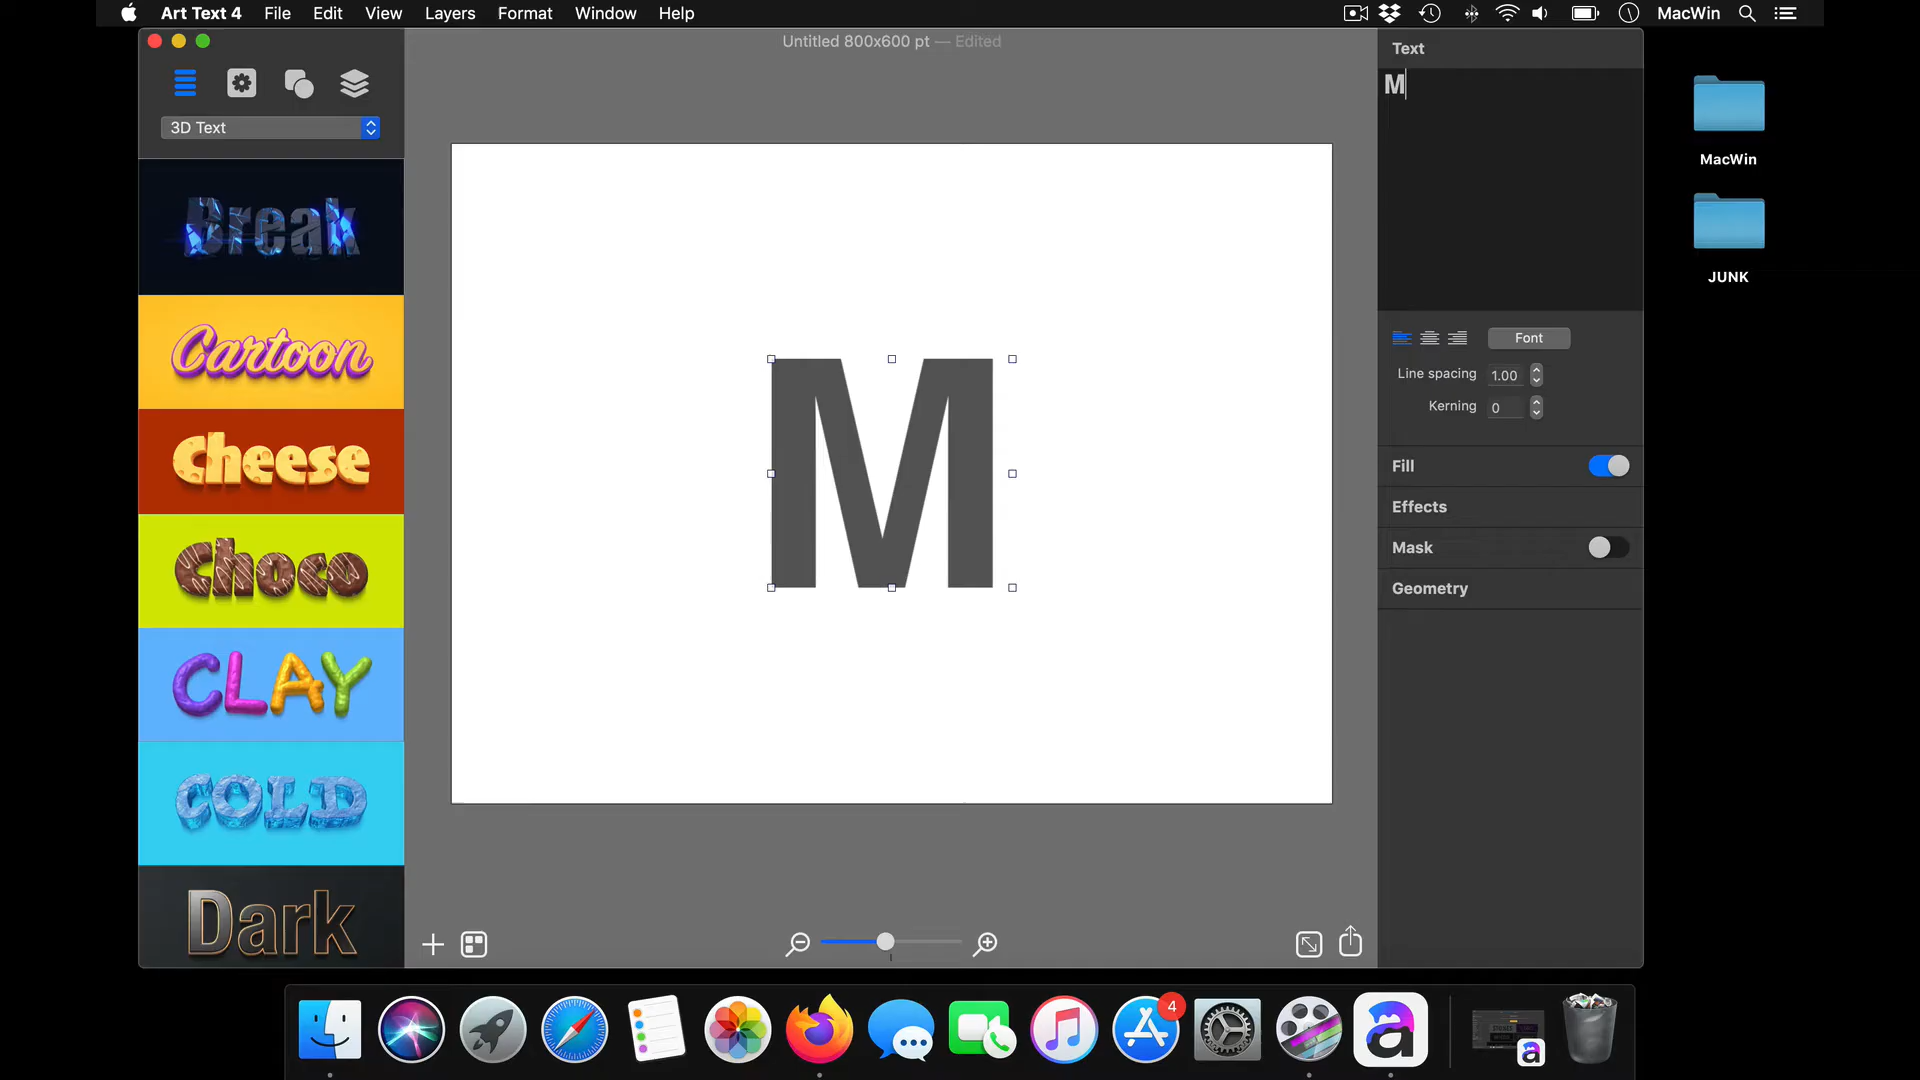 Art Text 4 File Edit View Layers Format Window Help MacWin
Untitled 800x600 pt — Edited
3D Text
Break
Cartoon
Cheese
Choco
CLAY
COLD
Dark
M
Text
M
Font
Line spacing 1.00
Kerning 0
Fill
Effects
Mask
Geometry
MacWin
JUNK
4
a
a